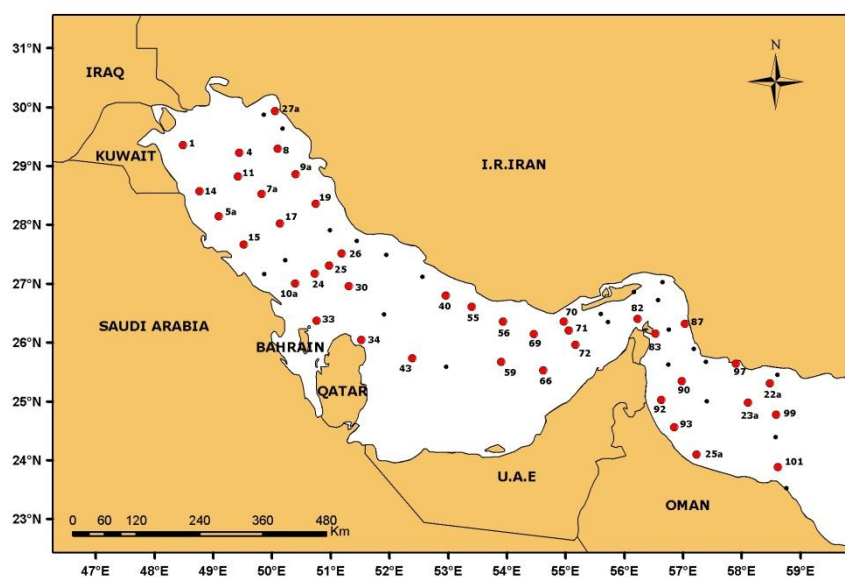 N
31°N
30°N
29°N
28°N
27°N
26°N
25°N
24°N
23°N
IRAQ
KUWAIT
I.R.IRAN
SAUDI ARABIA
BAHRAIN
QATAR
U.A.E
OMAN
27a
1
4
8
9a
11
14
7a
19
5a
17
15
26
25
24
10a
30
33
34
40
55
43
56
69
59
66
70
71
72
82
83
87
97
90
92
93
22a
23a
99
25a
101
0 60 120 240 360 480
Km
47°E 48°E 49°E 50°E 51°E 52°E 53°E 54°E 55°E 56°E 57°E 58°E 59°E